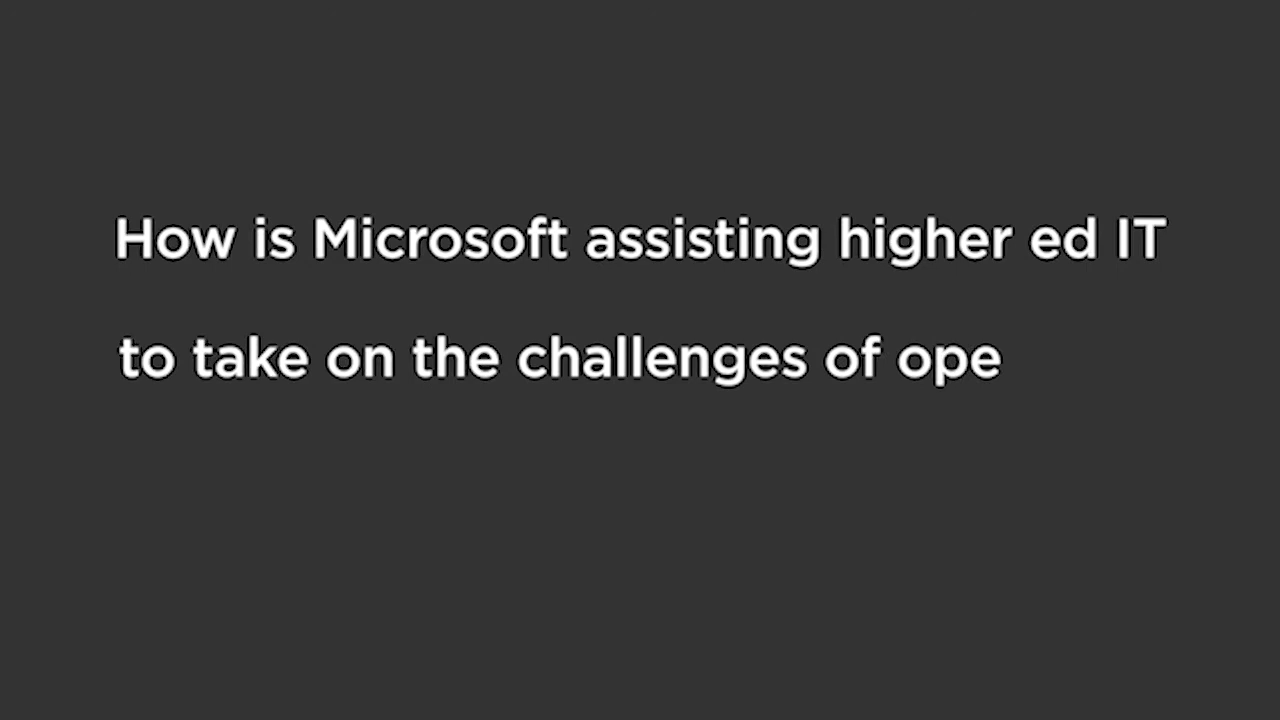 How is Microsoft assisting higher ed IT
to take on the challenges of ope